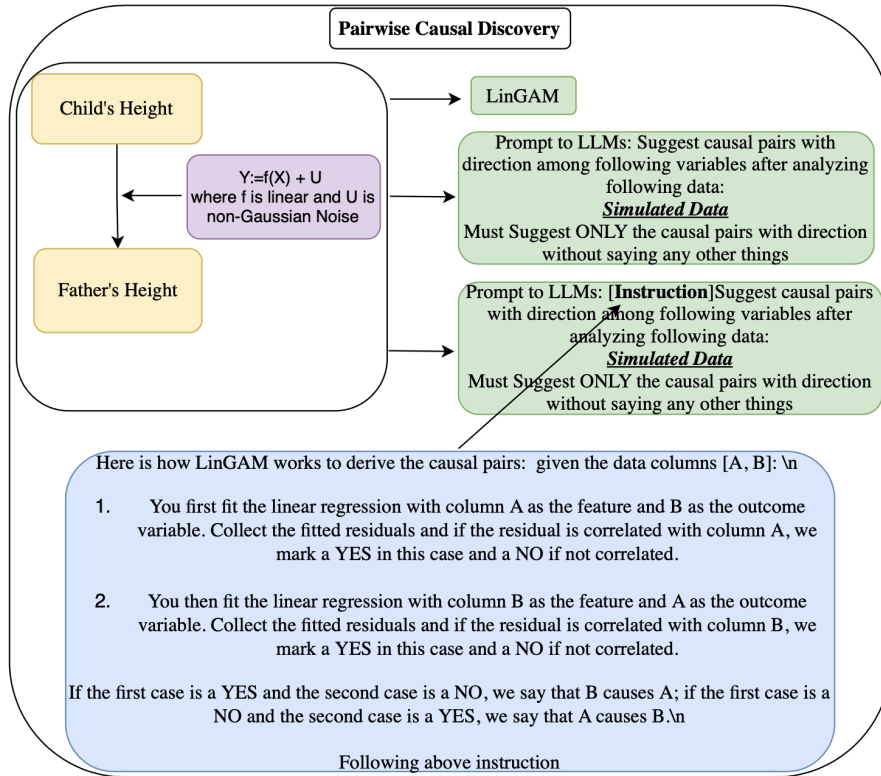 Pairwise Causal Discovery
Child's Height
Y:=f(X) + U
where f is linear and U is
non-Gaussian Noise
Father's Height
LinGAM
Prompt to LLMs: Suggest causal pairs with
direction among following variables after analyzing
following data:
Simulated Data
Must Suggest ONLY the causal pairs with direction
without saying any other things
Prompt to LLMs: [Instruction]Suggest causal pairs
with direction among following variables after
analyzing following data:
Simulated Data
Must Suggest ONLY the causal pairs with direction
without saying any other things
Here is how LinGAM works to derive the causal pairs: given the data columns [A, B]: \n
1. You first fit the linear regression with column A as the feature and B as the outcome
variable. Collect the fitted residuals and if the residual is correlated with column A, we
mark a YES in this case and a NO if not correlated.
2. You then fit the linear regression with column B as the feature and A as the outcome
variable. Collect the fitted residuals and if the residual is correlated with column B, we
mark a YES in this case and a NO if not correlated.
If the first case is a YES and the second case is a NO, we say that B causes A; if the first case is a
NO and the second case is a YES, we say that A causes B.\n
Following above instruction